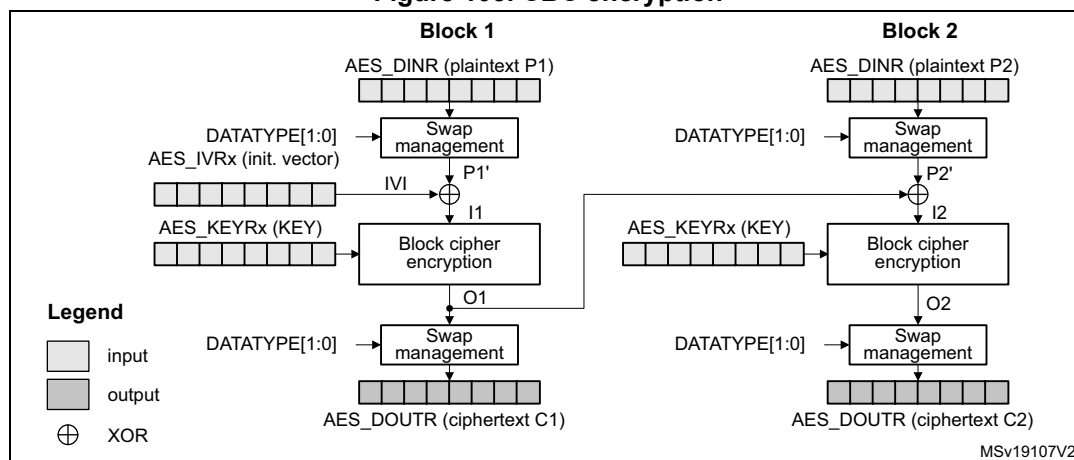 Block 1
Block 2
AES_DINR (plaintext P1)
AES_DINR (plaintext P2)
DATATYPE[1:0]
Swap
management
DATATYPE[1:0]
Swap
management
AES_IVRx (init. vector)
P1'
P2'
IVI
I1
I2
AES_KEYRx (KEY)
Block cipher
encryption
AES_KEYRx (KEY)
Block cipher
encryption
O1
O2
Legend
input
output
XOR
DATATYPE[1:0]
Swap
management
DATATYPE[1:0]
Swap
management
AES_DOUTR (ciphertext C1)
AES_DOUTR (ciphertext C2)
MSv19107V2